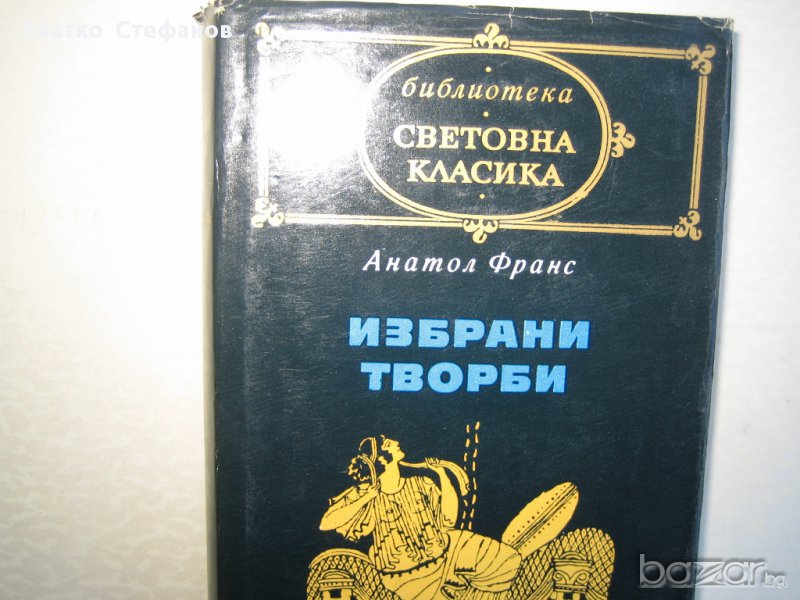 Златко Стефанов
библиотека
СВЕТОВНА
КЛАСИКА
Анатол Франс
ИЗБРАНИ
ТВОРБИ
bazar.bg